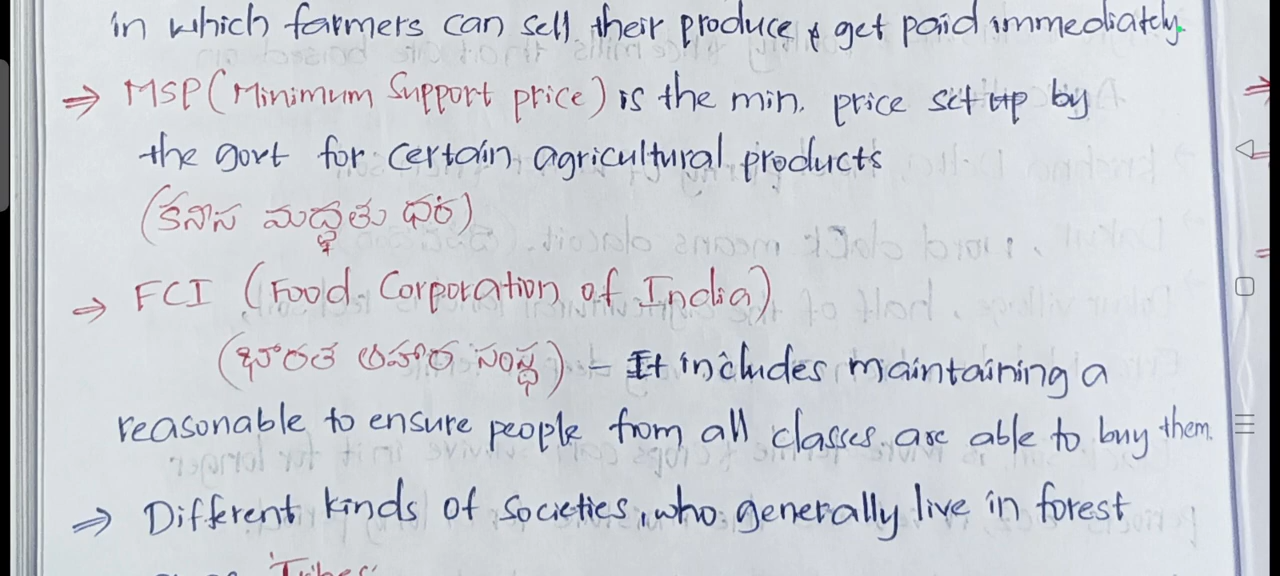 in which farmers can sell their produce & get paid immediately.
⇒ MSP (Minimum Support price) is the min. price set up by
the govt for certain agricultural products
(కనీస మద్ధతు ధర)
⇒ FCI (Food Corporation of India)
(భారత ఆహార సంస్థ) - It includes maintaining a
reasonable to ensure people from all classes are able to buy them.
⇒ Different kinds of societies who generally live in forest
Tribes